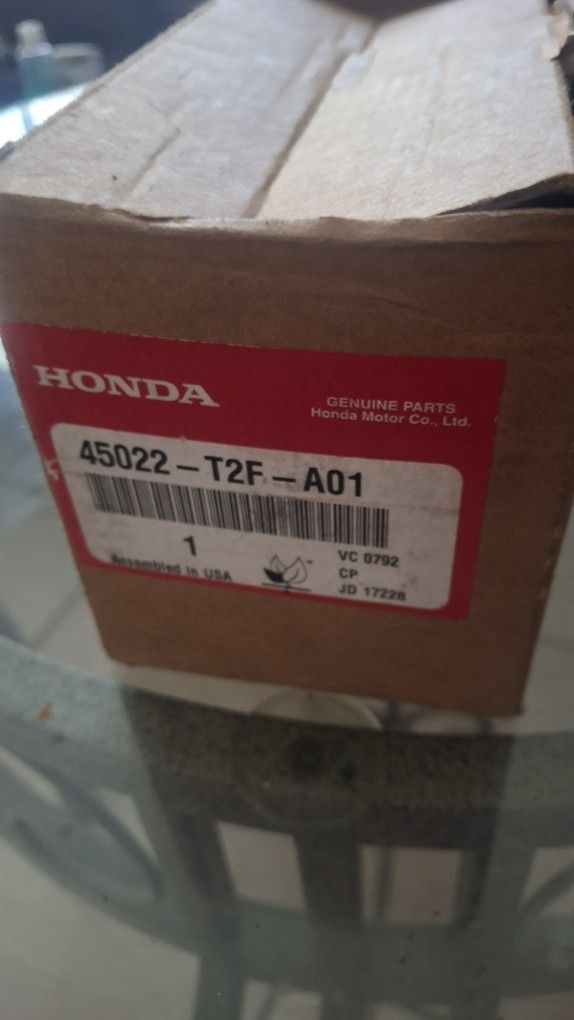 HONDA
GENUINE PARTS
Honda Motor Co., Ltd.
45022-T2F-A01
1
Assembled in USA
™
VC 0792
CP
JD 17228